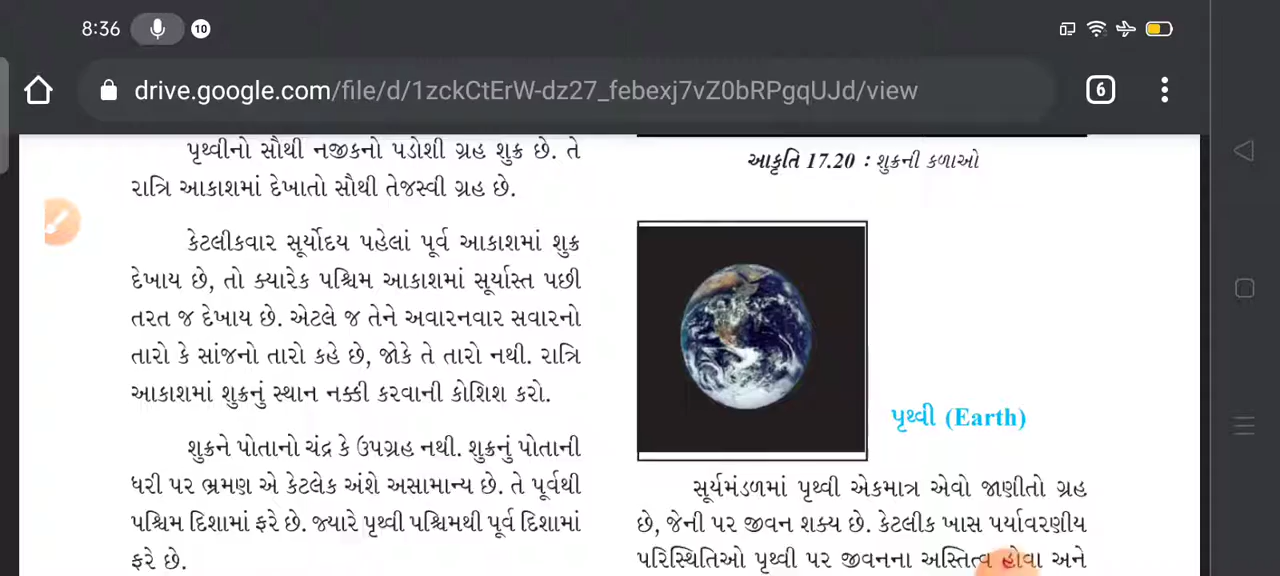 8:36
10
drive.google.com/file/d/1zckCtErW-dz27_febexj7vZ0bRPgqUJd/view
6
પૃથ્વીનો સૌથી નજીકનો પડોશી ગ્રહ શુક્ર છે. તે
રાત્રિ આકાશમાં દેખાતો સૌથી તેજસ્વી ગ્રહ છે.
કેટલીકવાર સૂર્યોદય પહેલાં પૂર્વ આકાશમાં શુક્ર
દેખાય છે, તો ક્યારેક પશ્ચિમ આકાશમાં સૂર્યાસ્ત પછી
તરત જ દેખાય છે. એટલે જ તેને અવારનવાર સવારનો
તારો કે સાંજનો તારો કહે છે, જોકે તે તારો નથી. રાત્રિ
આકાશમાં શુક્રનું સ્થાન નક્કી કરવાની કોશિશ કરો.
શુક્રને પોતાનો ચંદ્ર કે ઉપગ્રહ નથી. શુક્રનું પોતાની
ધરી પર ભ્રમણ એ કેટલેક અંશે અસામાન્ય છે. તે પૂર્વથી
પશ્ચિમ દિશામાં ફરે છે. જ્યારે પૃથ્વી પશ્ચિમથી પૂર્વ દિશામાં
ફરે છે.
આકૃતિ 17.20 : શુક્રની કળાઓ
પૃથ્વી (Earth)
સૂર્યમંડળમાં પૃથ્વી એકમાત્ર એવો જાણીતો ગ્રહ
છે, જેની પર જીવન શક્ય છે. કેટલીક ખાસ પર્યાવરણીય
પરિસ્થિતિઓ પૃથ્વી પર જીવનના અસ્તિત્વ હોવા અને